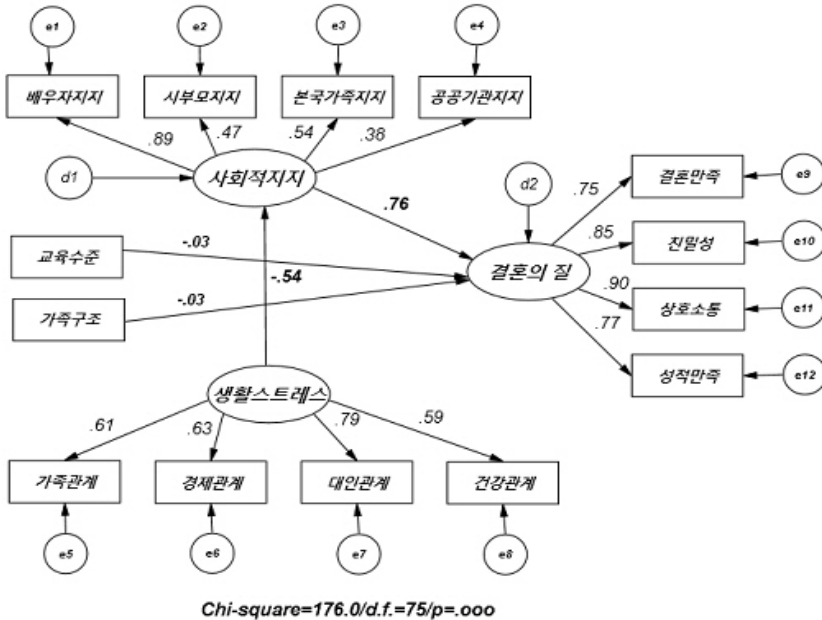 e1
e2
e3
e4
배우자지지
시부모지지
본국가족지지
공공기관지지
.89
.47
.54
.38
d1
사회적지지
d2
.75
결혼만족
e9
.76
.85
친밀성
e10
교육수준
-.03
-.54
결혼의 질
.90
상호소통
e11
가족구조
-.03
.77
성적만족
e12
생활스트레스
.61
.63
.79
.59
가족관계
경제관계
대인관계
건강관계
e5
e6
e7
e8
Chi-square=176.0/d.f.=75/p=.ooo